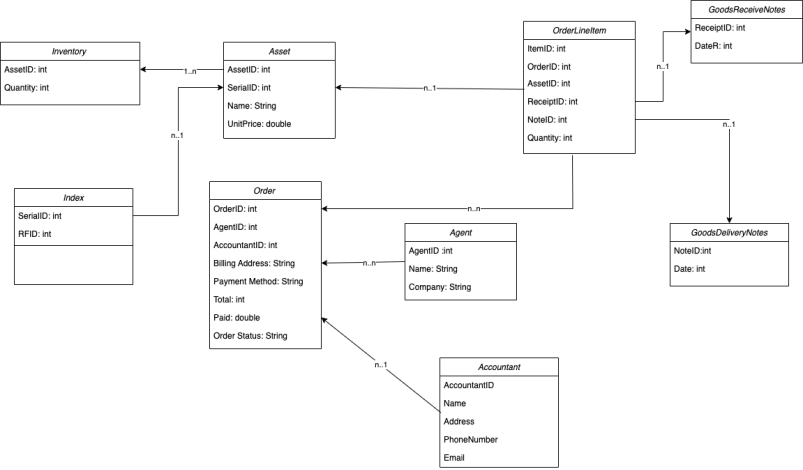 GoodsReceiveNotes
ReceiptID: int
DateR: int
OrderLineItem
ItemID: int
OrderID: int
AssetID: int
ReceiptID: int
NoteID: int
Quantity: int
n..1
n..1
Inventory
AssetID: int
Quantity: int
1..n
Asset
AssetID: int
SerialID: int
Name: String
UnitPrice: double
n..1
n..1
Index
SerialID: int
RFID: int
Order
OrderID: int
AgentID: int
AccountantID: int
Billing Address: String
Payment Method: String
Total: int
Paid: double
Order Status: String
n..n
n..n
Agent
AgentID :int
Name: String
Company: String
GoodsDeliveryNotes
NoteID:int
Date: int
n..1
Accountant
AccountantID
Name
Address
PhoneNumber
Email